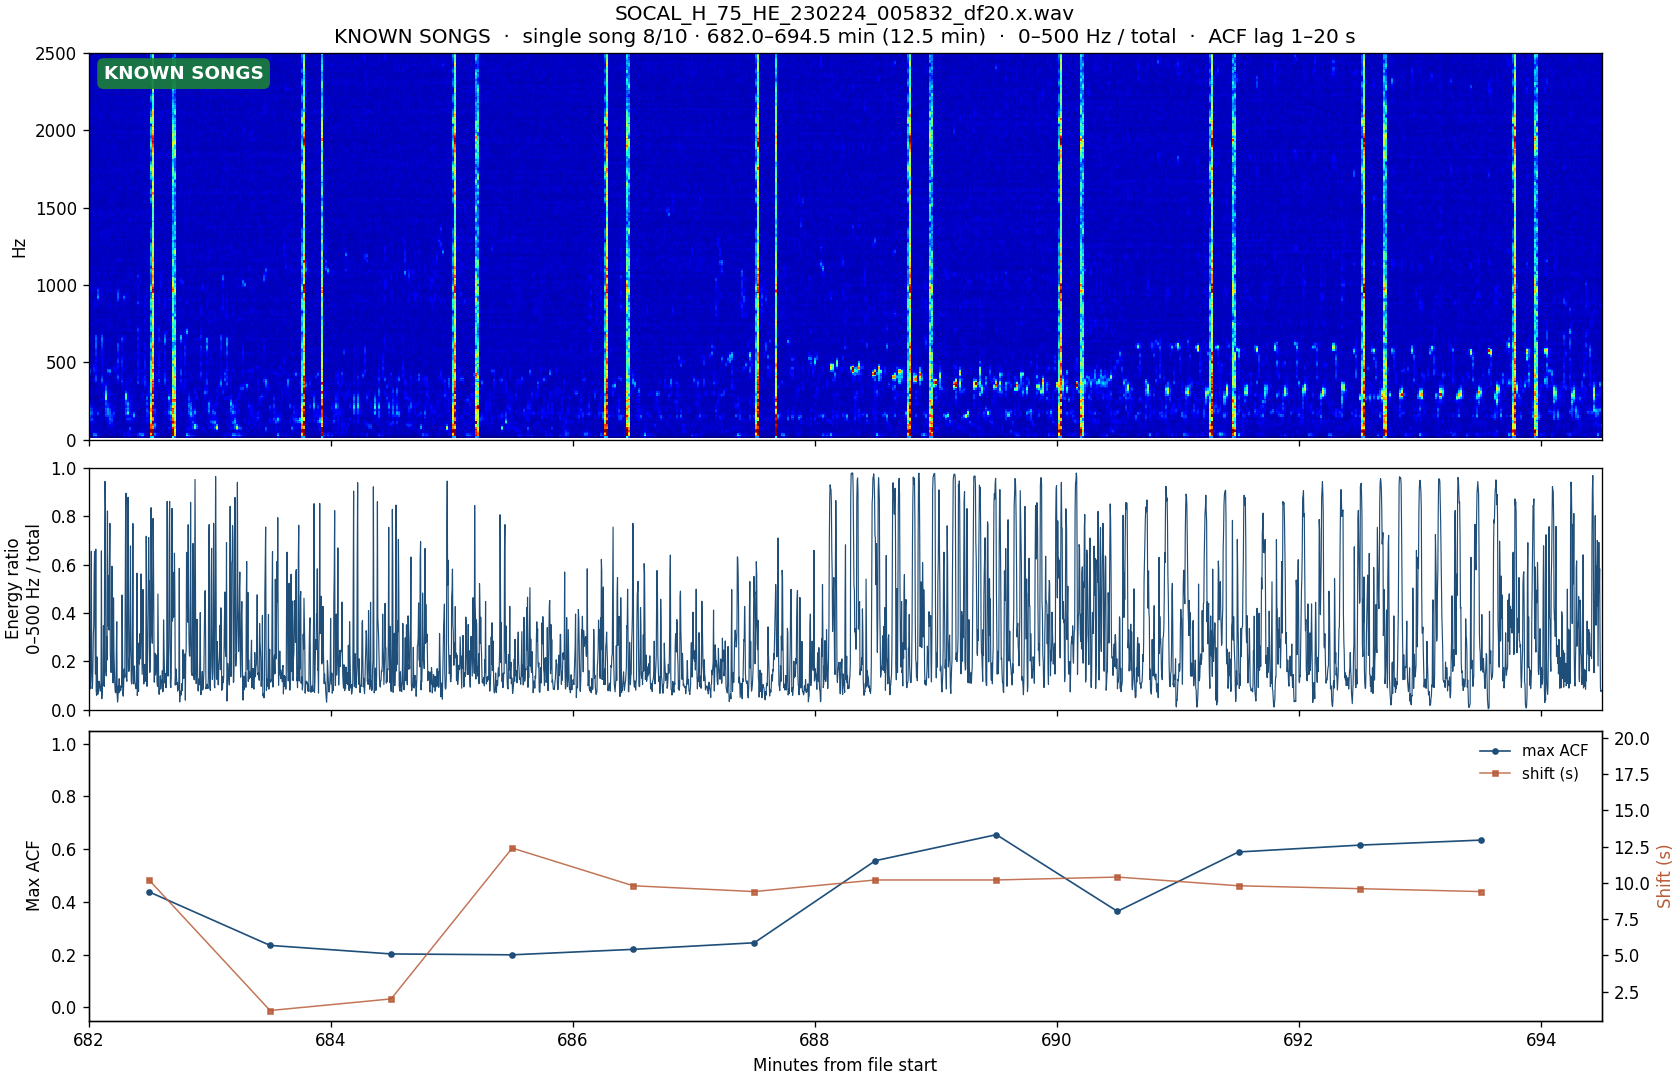 SOCAL_H_75_HE_230224_005832_df20.x.wav
KNOWN SONGS · single song 8/10 · 682.0–694.5 min (12.5 min) · 0–500 Hz / total · ACF lag 1–20 s
KNOWN SONGS
2500
2000
1500
1000
500
0
Hz
1.0
0.8
0.6
0.4
0.2
0.0
Energy ratio
0–500 Hz / total
1.0
0.8
0.6
0.4
0.2
0.0
Max ACF
max ACF
shift (s)
20.0
17.5
15.0
12.5
10.0
7.5
5.0
2.5
Shift (s)
682 684 686 688 690 692 694
Minutes from file start